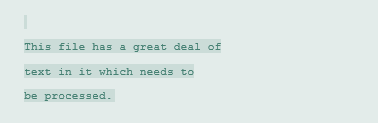 This file has a great deal of
text in it which needs to
be processed.